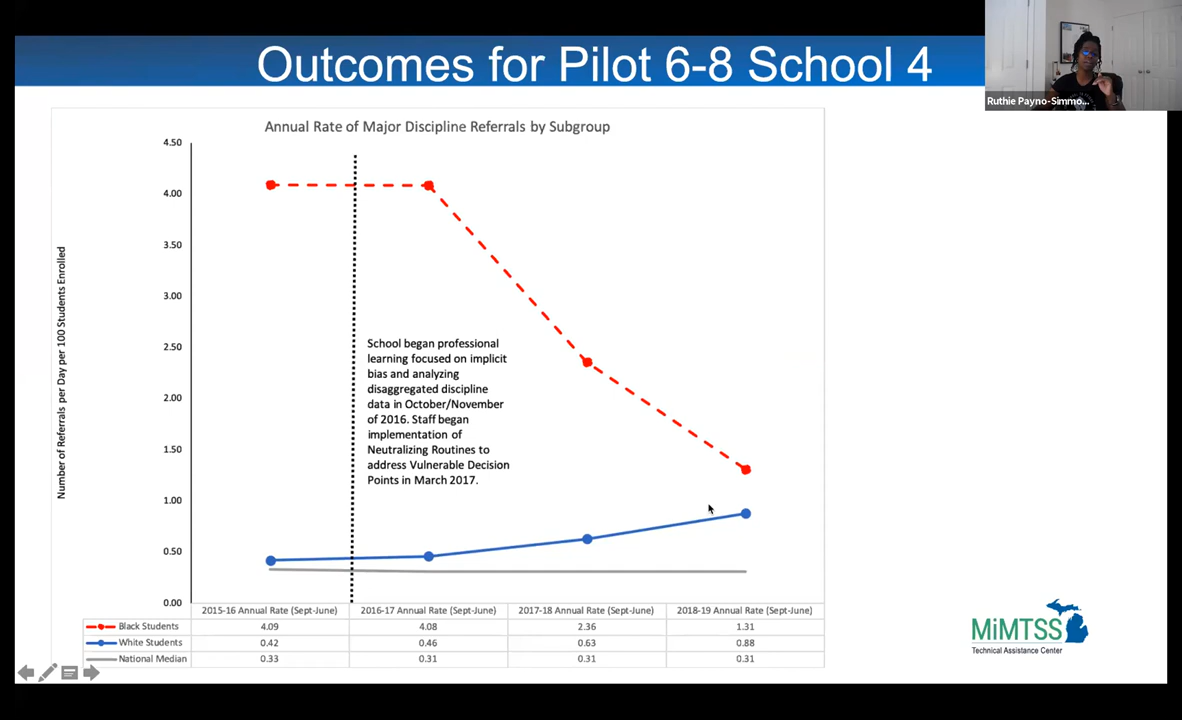 Outcomes for Pilot 6-8 School 4
Ruthie Payno-Simmo...
Annual Rate of Major Discipline Referrals by Subgroup
Number of Referrals per Day per 100 Students Enrolled
4.50
4.00
3.50
3.00
2.50
2.00
1.50
1.00
0.50
0.00
School began professional
learning focused on implicit
bias and analyzing
disaggregated discipline
data in October/November
of 2016. Staff began
implementation of
Neutralizing Routines to
address Vulnerable Decision
Points in March 2017.
2015-16 Annual Rate (Sept-June) 2016-17 Annual Rate (Sept-June) 2017-18 Annual Rate (Sept-June) 2018-19 Annual Rate (Sept-June)
Black Students 4.09 4.08 2.36 1.31
White Students 0.42 0.46 0.63 0.88
National Median 0.33 0.31 0.31 0.31
MiMTSS
Technical Assistance Center